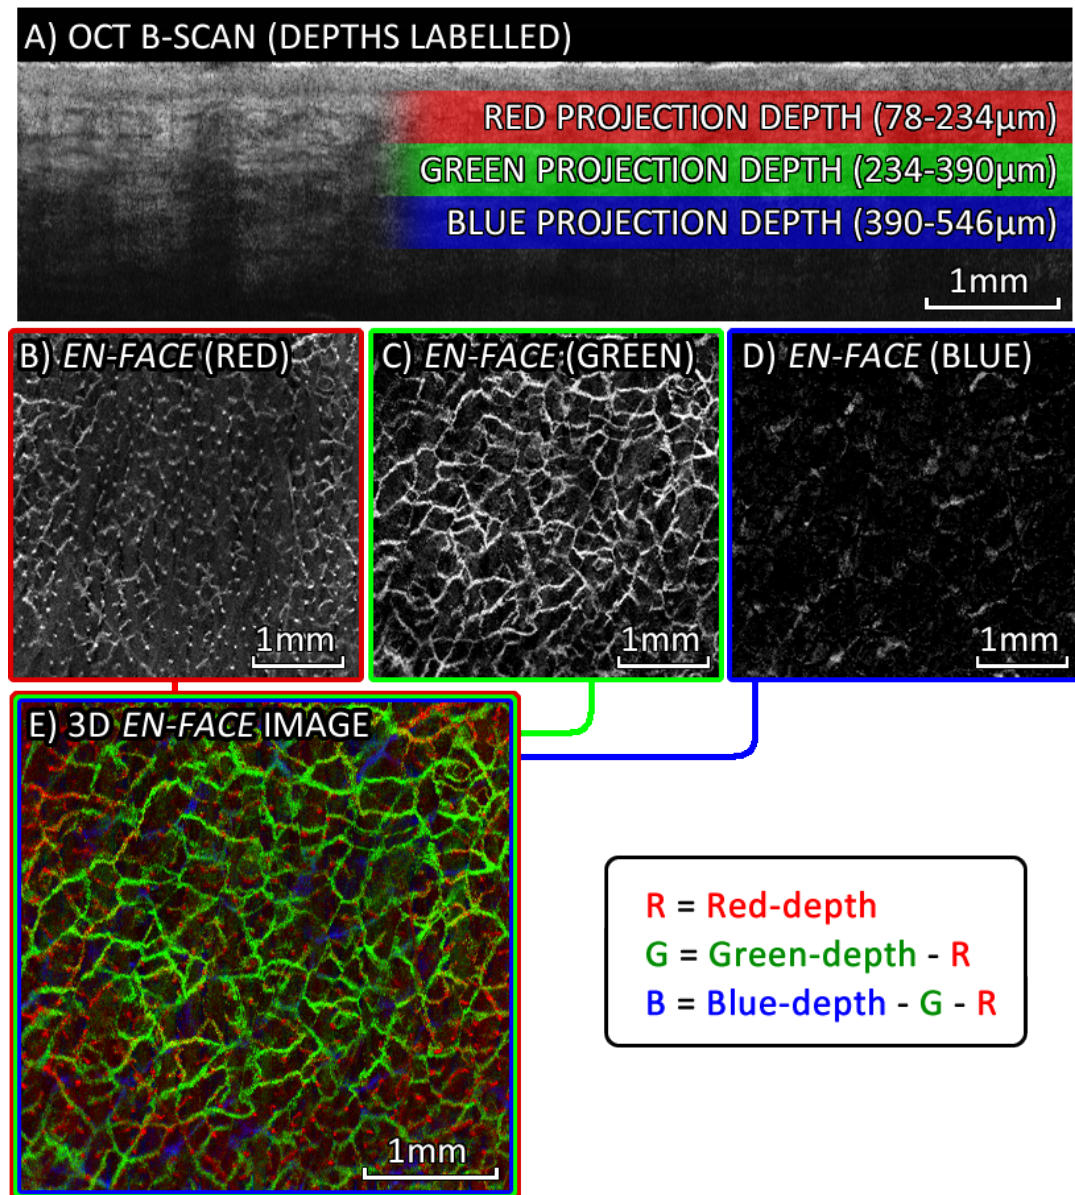 A) OCT B-SCAN (DEPTHS LABELLED)
RED PROJECTION DEPTH (78-234µm)
GREEN PROJECTION DEPTH (234-390µm)
BLUE PROJECTION DEPTH (390-546µm)
1mm
B) EN-FACE (RED)
1mm
C) EN-FACE (GREEN)
1mm
D) EN-FACE (BLUE)
1mm
E) 3D EN-FACE IMAGE
1mm
R = Red-depth
G = Green-depth - R
B = Blue-depth - G - R